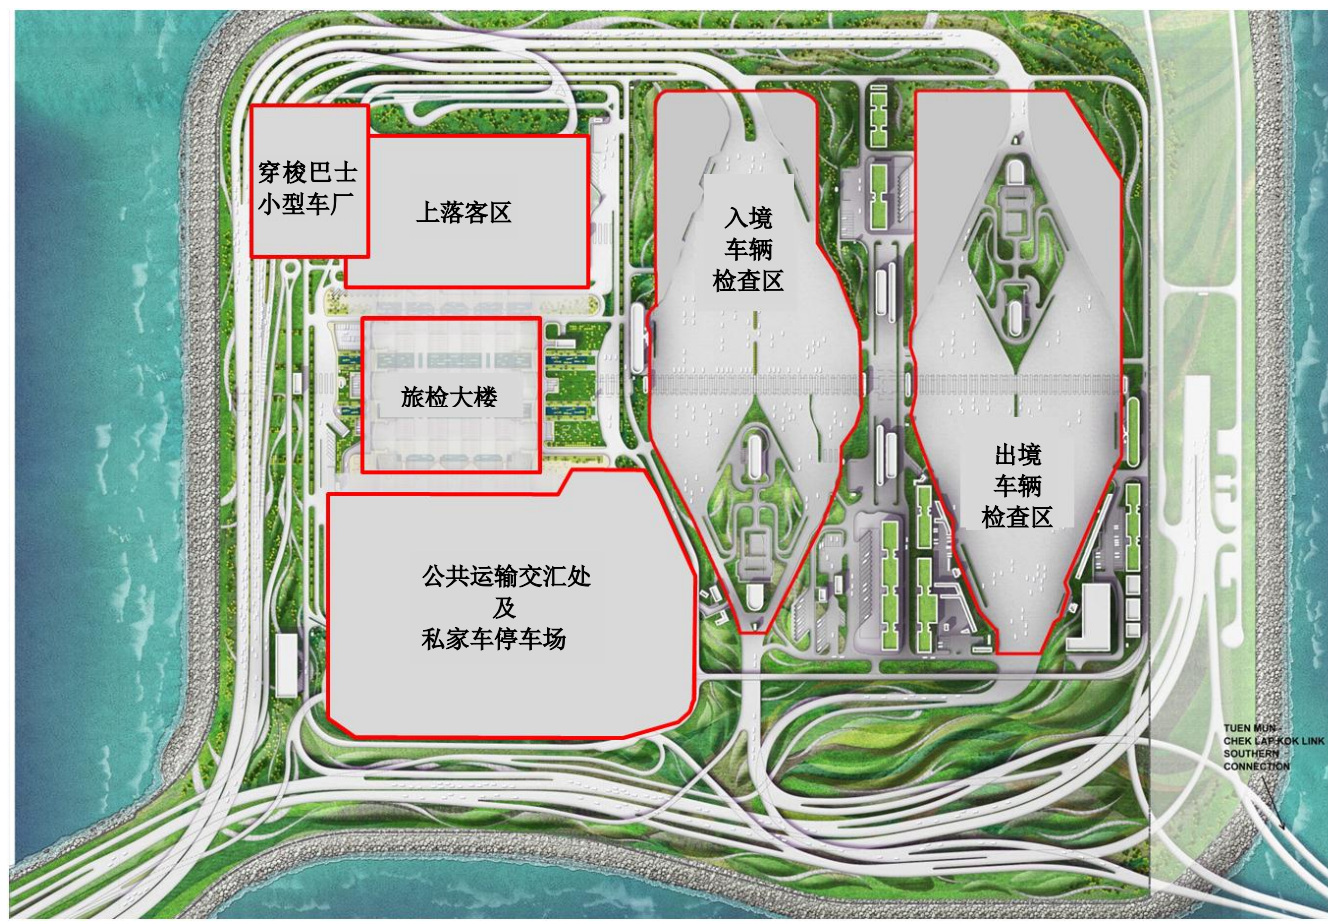 穿梭巴士
小型车厂
上落客区
入境
车辆
检查区
旅检大楼
出境
车辆
检查区
公共运输交汇处
及
私家车停车场
TUEN MUN -
CHEK LAP KOK LINK
SOUTHERN
CONNECTION